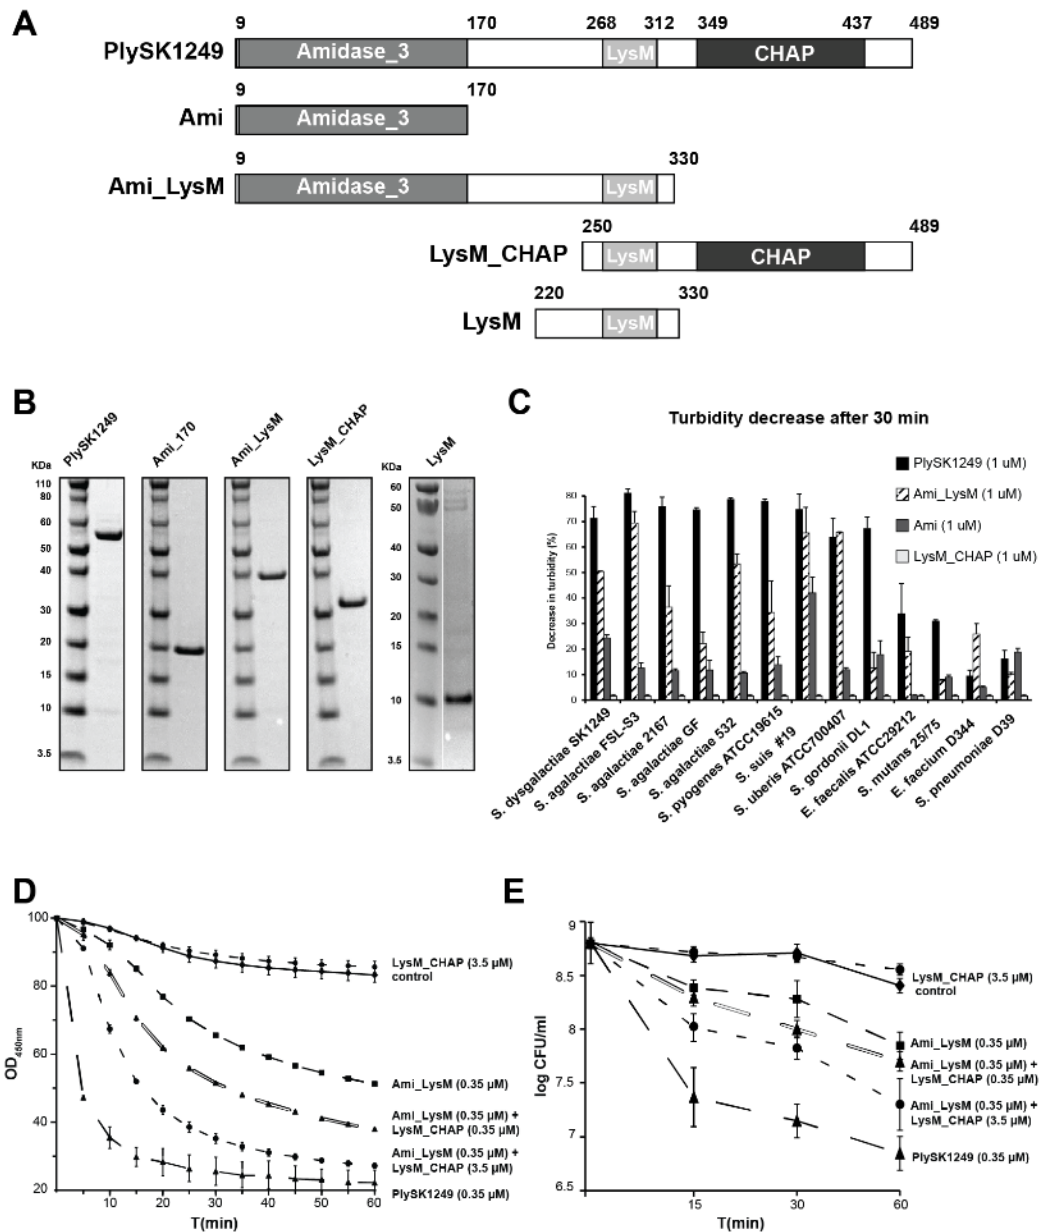 A
9 170 268 312 349 437 489
PlySK1249 Amidase_3 LysM CHAP
9 170
Ami Amidase_3
9 330
Ami_LysM Amidase_3 LysM
250 489
LysM_CHAP LysM CHAP
220 330
LysM LysM
B
PlySK1249
Ami_170
Ami_LysM
LysM_CHAP
LysM
KDa
110
80
60
50
40
30
20
15
10
3.5
KDa
60
50
40
30
20
15
10
3.5
C
Turbidity decrease after 30 min
PlySK1249 (1 uM)
Ami_LysM (1 uM)
Ami (1 uM)
LysM_CHAP (1 uM)
Decrease in turbidity (%)
80
70
60
50
40
30
20
10
0
S. dysgalactiae SK1249
S. agalactiae FSL-S3
S. agalactiae 2167
S. agalactiae GF
S. agalactiae 532
S. pyogenes ATCC19615
S. suis #19
S. uberis ATCC700407
S. gordonii DL1
E. faecalis ATCC29212
S. mutans 25/75
E. faecium D344
S. pneumoniae D39
D
OD450nm
100
80
60
40
20
10 20 30 40 50 60
T(min)
LysM_CHAP (3.5 µM)
control
Ami_LysM (0.35 µM)
Ami_LysM (0.35 µM) +
LysM_CHAP (0.35 µM)
Ami_LysM (0.35 µM) +
LysM_CHAP (3.5 µM)
PlySK1249 (0.35 µM)
E
log CFU/ml
9
8.5
8
7.5
7
6.5
15 30 60
T(min)
LysM_CHAP (3.5 µM)
control
Ami_LysM (0.35 µM)
Ami_LysM (0.35 µM) +
LysM_CHAP (0.35 µM)
Ami_LysM (0.35 µM) +
LysM_CHAP (3.5 µM)
PlySK1249 (0.35 µM)